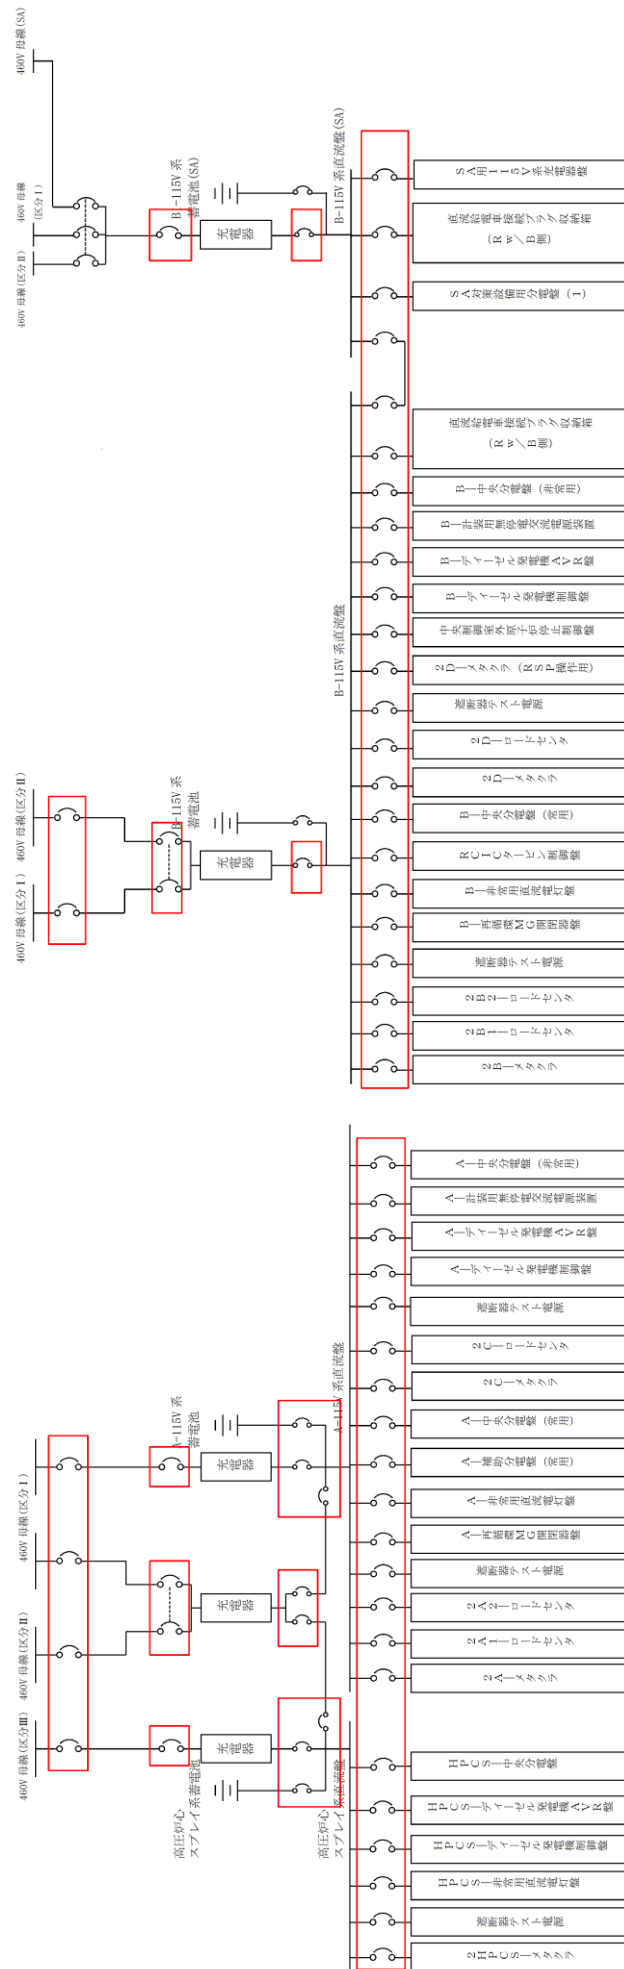 460V 母線(SA)
460V 母線
(区分Ⅰ)
460V 母線(区分Ⅱ)
B1-115V 系
蓄電池(SA)
充電器
B-115V 系直流盤(SA)
SA用115V系充電器盤
直流給電車接続プラグ収納箱
(RW/B側)
SA対策設備用分電盤(1)
直流給電車接続プラグ収納箱
(RW/B側)
B-中央分電盤(非常用)
B-計装用無停電交流電源装置
B-ディーゼル発電機AVR盤
B-ディーゼル発電機制御盤
中央制御室外原子炉停止制御盤
2D-メタクラ(RSP操作用)
遮断器テスト電源
2D-ロードセンタ
2D-メタクラ
B-中央分電盤(常用)
RCICタービン制御盤
B-非常用直流電灯盤
B-再循環MG開閉器盤
遮断器テスト電源
2B2-ロードセンタ
2B1-ロードセンタ
2B-メタクラ
B-115V 系直流盤
460V 母線(区分Ⅱ)
460V 母線(区分Ⅰ)
B-115V 系
蓄電池
充電器
A-中央分電盤(非常用)
A-計装用無停電交流電源装置
A-ディーゼル発電機AVR盤
A-ディーゼル発電機制御盤
遮断器テスト電源
2C-ロードセンタ
2C-メタクラ
A-中央分電盤(常用)
A-補助分電盤(常用)
A-非常用直流電灯盤
A-再循環MG開閉器盤
遮断器テスト電源
2A2-ロードセンタ
2A1-ロードセンタ
2A-メタクラ
A-115V 系直流盤
A-115V 系
蓄電池
充電器
460V 母線(区分Ⅰ)
460V 母線(区分Ⅱ)
充電器
460V 母線(区分Ⅲ)
充電器
高圧炉心
スプレイ系蓄電池
高圧炉心
スプレイ系直流盤
HPCS-中央分電盤
HPCS-ディーゼル発電機AVR盤
HPCS-ディーゼル発電機制御盤
HPCS-非常用直流電灯盤
遮断器テスト電源
2HPCS-メタクラ